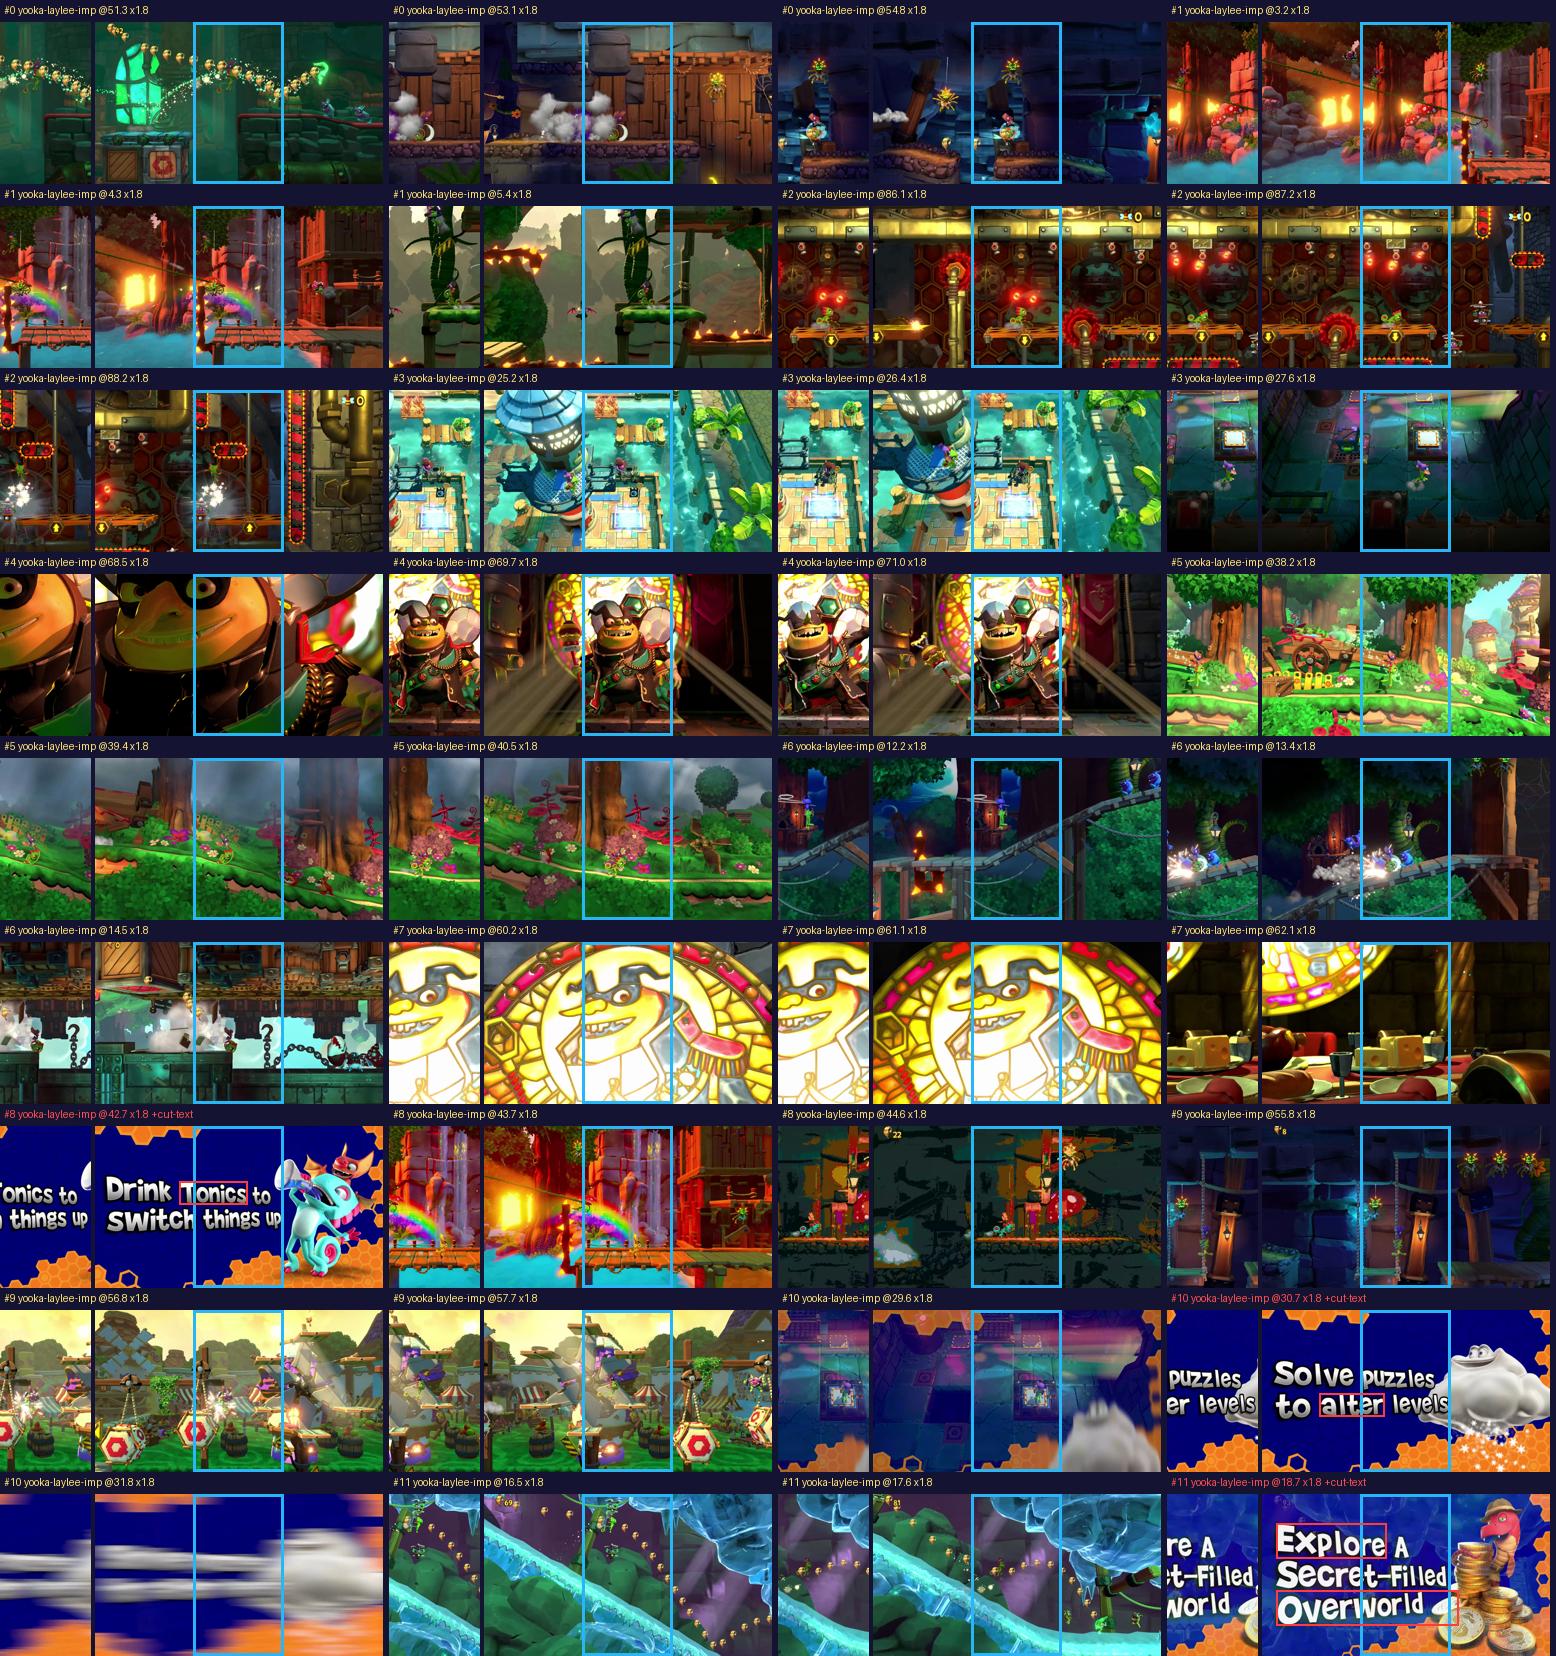 #0 yooka-laylee-imp @51.3 x1.8
#0 yooka-laylee-imp @53.1 x1.8
#0 yooka-laylee-imp @54.8 x1.8
#1 yooka-laylee-imp @3.2 x1.8
#1 yooka-laylee-imp @4.3 x1.8
#1 yooka-laylee-imp @5.4 x1.8
#2 yooka-laylee-imp @86.1 x1.8
#2 yooka-laylee-imp @87.2 x1.8
0
0
#2 yooka-laylee-imp @88.2 x1.8
#3 yooka-laylee-imp @25.2 x1.8
#3 yooka-laylee-imp @26.4 x1.8
#3 yooka-laylee-imp @27.6 x1.8
0
#4 yooka-laylee-imp @68.5 x1.8
#4 yooka-laylee-imp @69.7 x1.8
#4 yooka-laylee-imp @71.0 x1.8
#5 yooka-laylee-imp @38.2 x1.8
#5 yooka-laylee-imp @39.4 x1.8
#5 yooka-laylee-imp @40.5 x1.8
#6 yooka-laylee-imp @12.2 x1.8
#6 yooka-laylee-imp @13.4 x1.8
#6 yooka-laylee-imp @14.5 x1.8
#7 yooka-laylee-imp @60.2 x1.8
#7 yooka-laylee-imp @61.1 x1.8
#7 yooka-laylee-imp @62.1 x1.8
?
?
#8 yooka-laylee-imp @42.7 x1.8 +cut-text
#8 yooka-laylee-imp @43.7 x1.8
#8 yooka-laylee-imp @44.6 x1.8
#9 yooka-laylee-imp @55.8 x1.8
22
8
Tonics to
things up
Drink Tonics to
switch things up
#9 yooka-laylee-imp @56.8 x1.8
#9 yooka-laylee-imp @57.7 x1.8
#10 yooka-laylee-imp @29.6 x1.8
#10 yooka-laylee-imp @30.7 x1.8 +cut-text
puzzles
er levels
Solve puzzles
to alter levels
#10 yooka-laylee-imp @31.8 x1.8
#11 yooka-laylee-imp @16.5 x1.8
#11 yooka-laylee-imp @17.6 x1.8
#11 yooka-laylee-imp @18.7 x1.8 +cut-text
69
81
re A
et-Filled
world
Explore A
Secret-Filled
Overworld